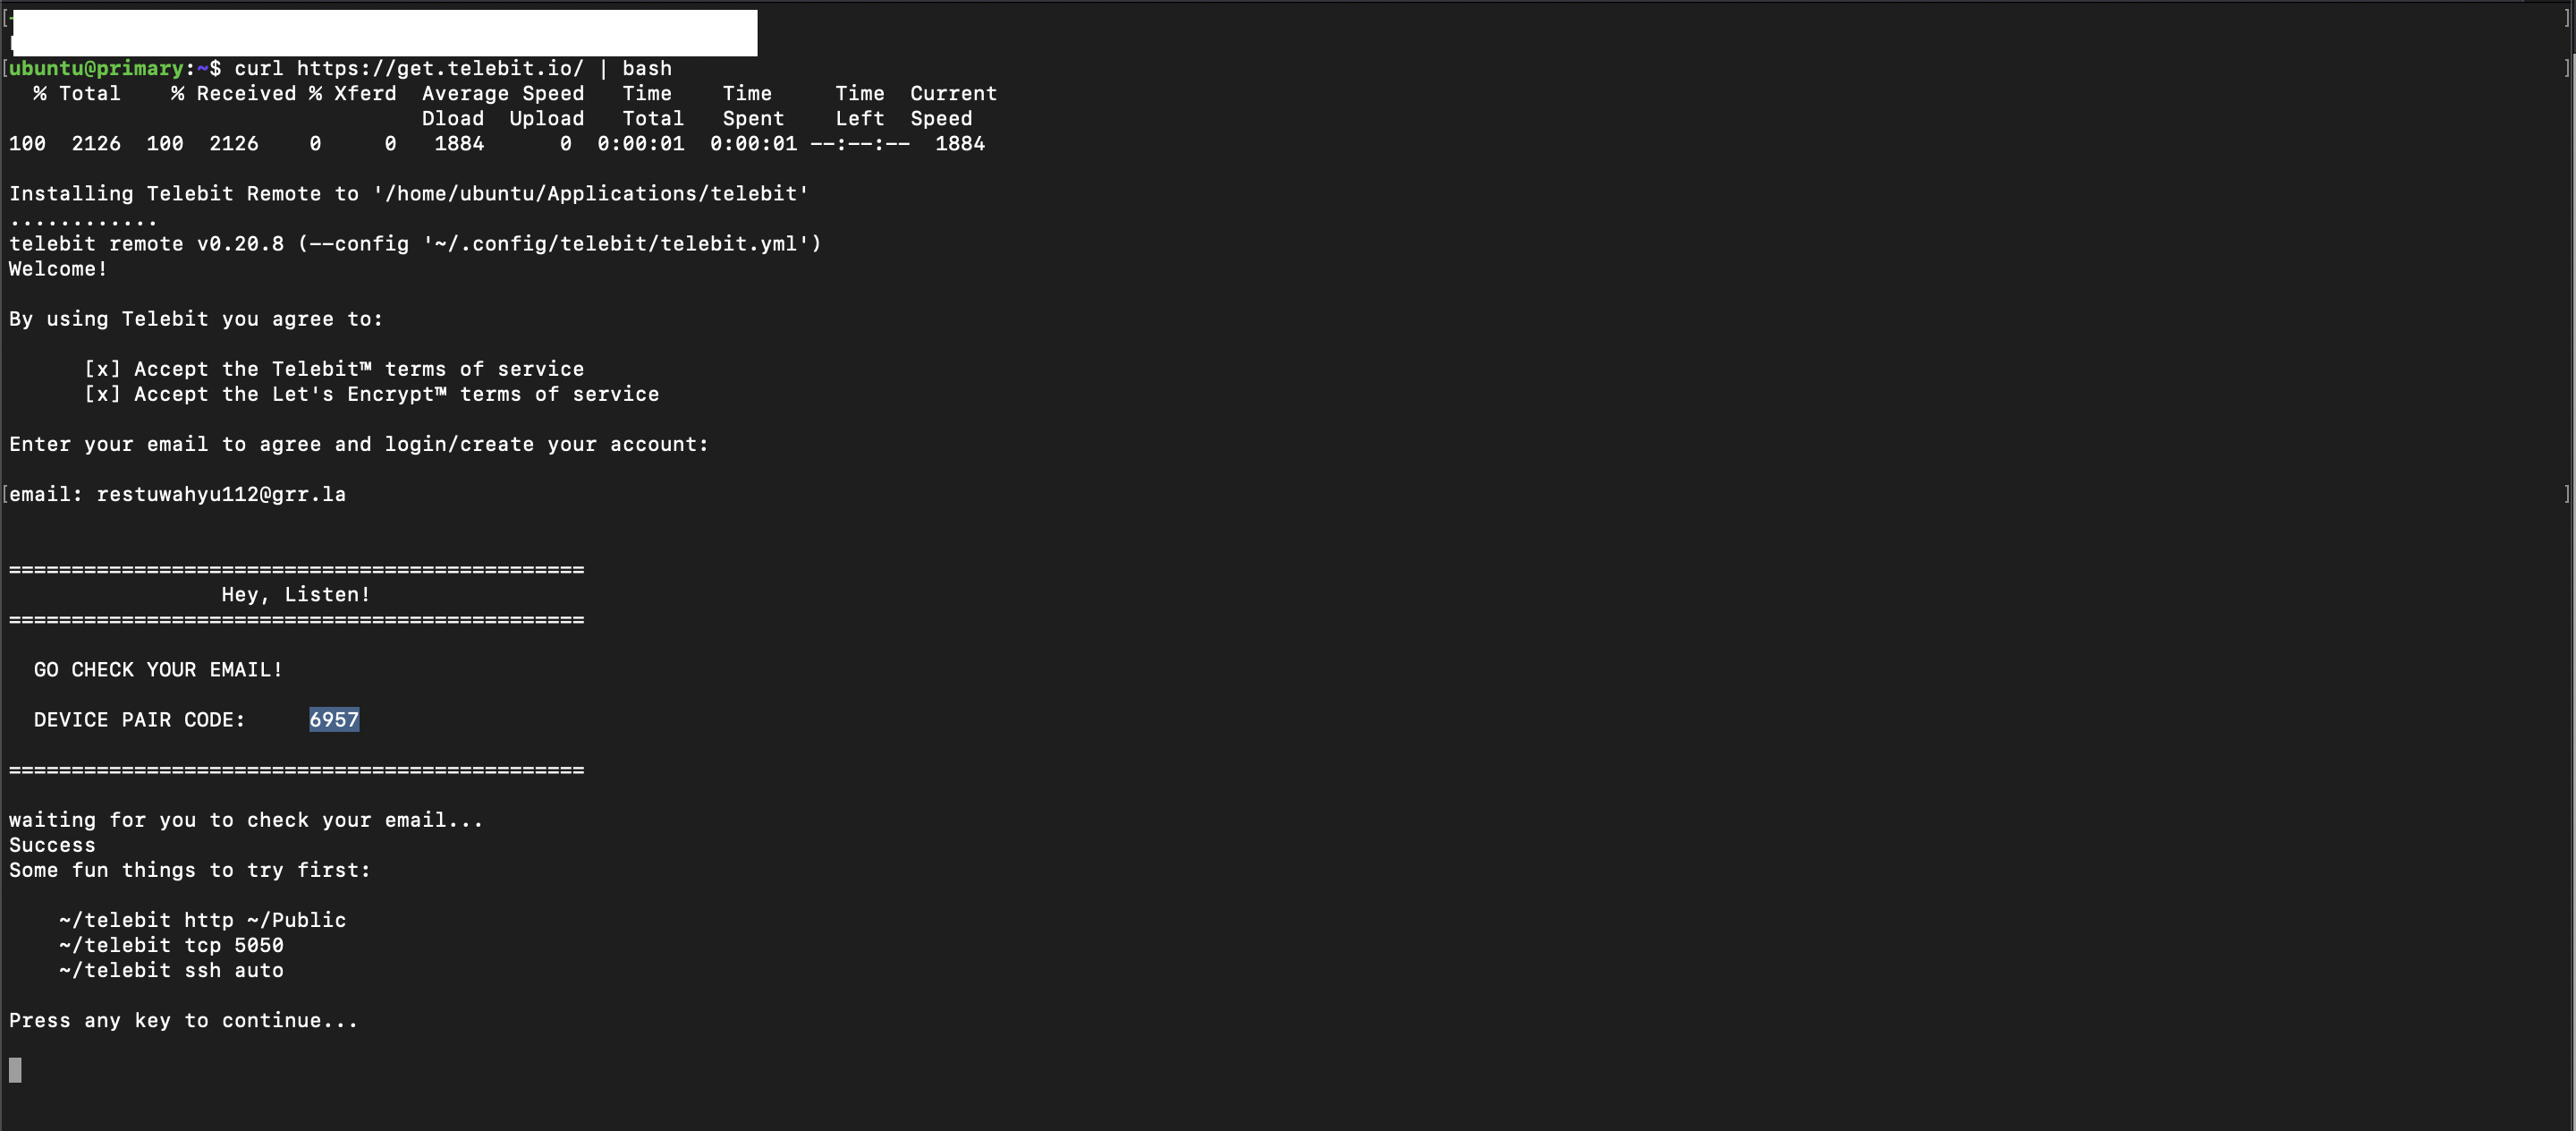 ubuntu@primary:~$ curl https://get.telebit.io/ | bash
% Total % Received % Xferd Average Speed Time Time Time Current
Dload Upload Total Spent Left Speed
100 2126 100 2126 0 0 1884 0 0:00:01 0:00:01 --:--:-- 1884
Installing Telebit Remote to '/home/ubuntu/Applications/telebit'
............
telebit remote v0.20.8 (--config '~/.config/telebit/telebit.yml')
Welcome!
By using Telebit you agree to:
[x] Accept the Telebit™ terms of service
[x] Accept the Let's Encrypt™ terms of service
Enter your email to agree and login/create your account:
email: restuwahyu112@grr.la
==============================================
Hey, Listen!
==============================================
GO CHECK YOUR EMAIL!
DEVICE PAIR CODE: 6957
==============================================
waiting for you to check your email...
Success
Some fun things to try first:
~/telebit http ~/Public
~/telebit tcp 5050
~/telebit ssh auto
Press any key to continue...